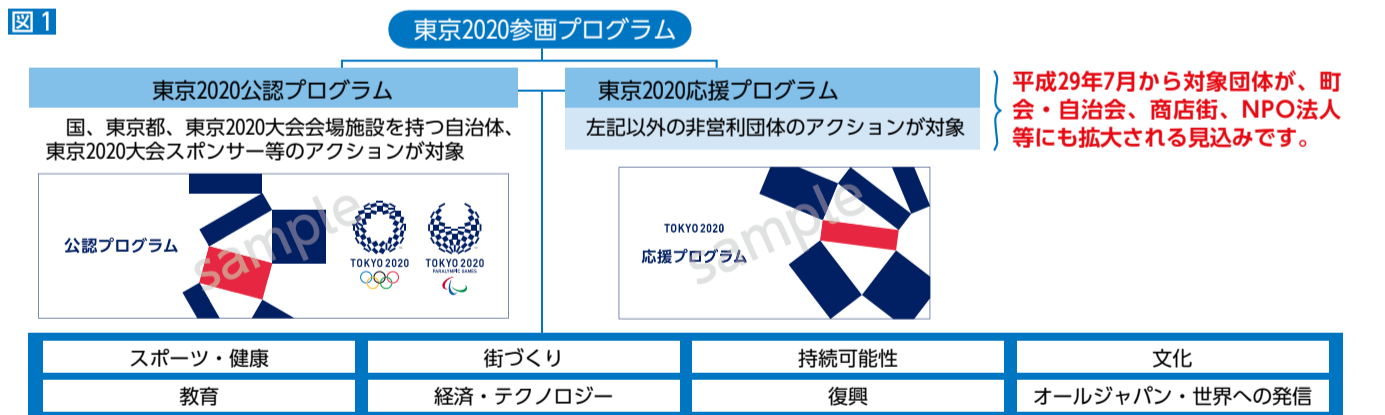 図1
東京2020参画プログラム
東京2020公認プログラム
国、東京都、東京2020大会会場施設を持つ自治体、
東京2020大会スポンサー等のアクションが対象
東京2020応援プログラム
左記以外の非営利団体のアクションが対象
平成29年7月から対象団体が、町
会・自治会、商店街、NPO法人
等にも拡大される見込みです。
公認プログラム
sample
TOKYO 2020
TOKYO 2020
PARALYMPIC GAMES
TOKYO 2020
応援プログラム
sample
スポーツ・健康
街づくり
持続可能性
文化
教育
経済・テクノロジー
復興
オールジャパン・世界への発信